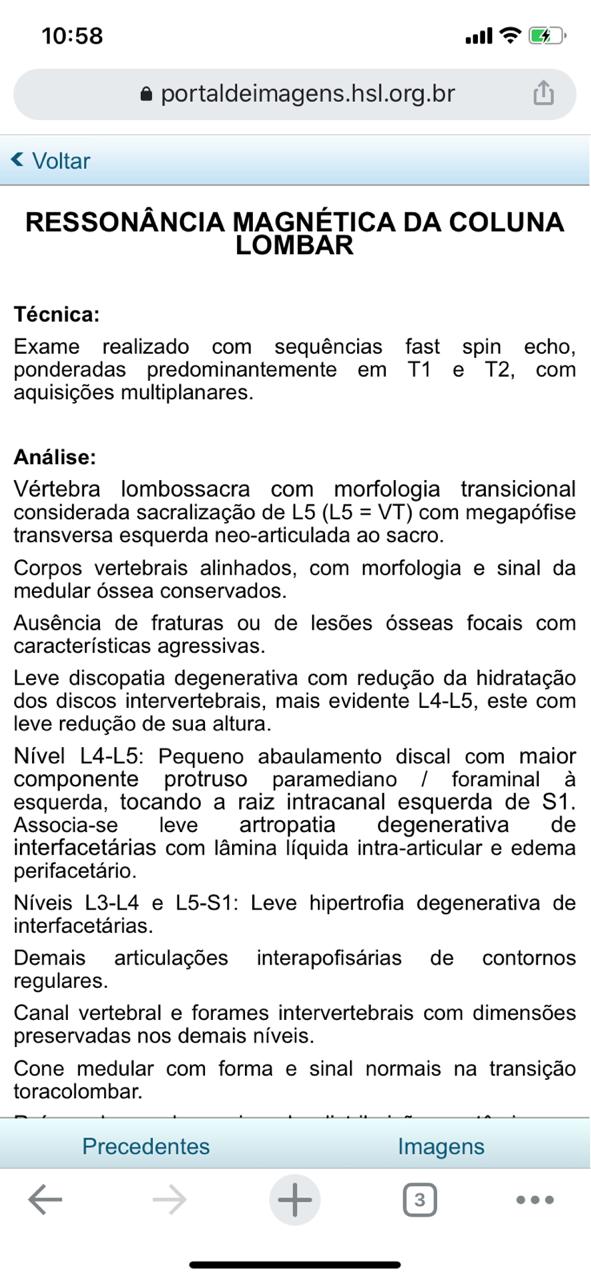 10:58
portaldeimagens.hsl.org.br
Voltar
RESSONÂNCIA MAGNÉTICA DA COLUNA
LOMBAR
Técnica:
Exame realizado com sequências fast spin echo,
ponderadas predominantemente em T1 e T2, com
aquisições multiplanares.
Análise:
Vértebra lombossacra com morfologia transicional
considerada sacralização de L5 (L5 = VT) com megapófise
transversa esquerda neo-articulada ao sacro.
Corpos vertebrais alinhados, com morfologia e sinal da
medular óssea conservados.
Ausência de fraturas ou de lesões ósseas focais com
características agressivas.
Leve discopatia degenerativa com redução da hidratação
dos discos intervertebrais, mais evidente L4-L5, este com
leve redução de sua altura.
Nível L4-L5: Pequeno abaulamento discal com maior
componente protruso paramediano / foraminal à
esquerda, tocando a raiz intracanal esquerda de S1.
Associa-se leve artropatia degenerativa de
interfacetárias com lâmina líquida intra-articular e edema
perifacetário.
Níveis L3-L4 e L5-S1: Leve hipertrofia degenerativa de
interfacetárias.
Demais articulações interapofisárias de contornos
regulares.
Canal vertebral e forames intervertebrais com dimensões
preservadas nos demais níveis.
Cone medular com forma e sinal normais na transição
toracolombar.
Precedentes Imagens
3